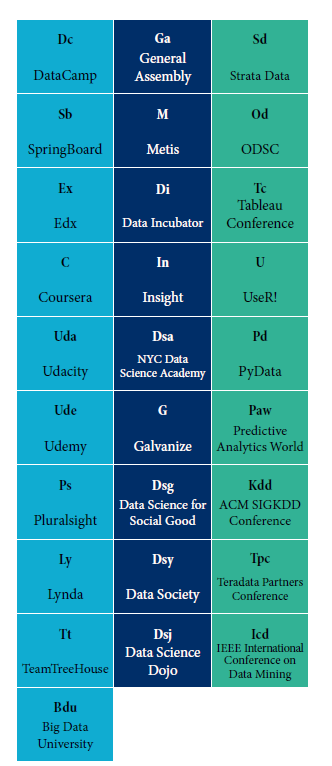 Dc
DataCamp
Ga
General
Assembly
Sd
Strata Data
Sb
SpringBoard
M
Metis
Od
ODSC
Ex
Edx
Di
Data Incubator
Tc
Tableau
Conference
C
Coursera
In
Insight
U
UseR!
Uda
Udacity
Dsa
NYC Data
Science Academy
Pd
PyData
Ude
Udemy
G
Galvanize
Paw
Predictive
Analytics World
Ps
Pluralsight
Dsg
Data Science for
Social Good
Kdd
ACM SIGKDD
Conference
Ly
Lynda
Dsy
Data Society
Tpc
Teradata Partners
Conference
Tt
TeamTreeHouse
Dsj
Data Science
Dojo
Icd
IEEE International
Conference on
Data Mining
Bdu
Big Data
University